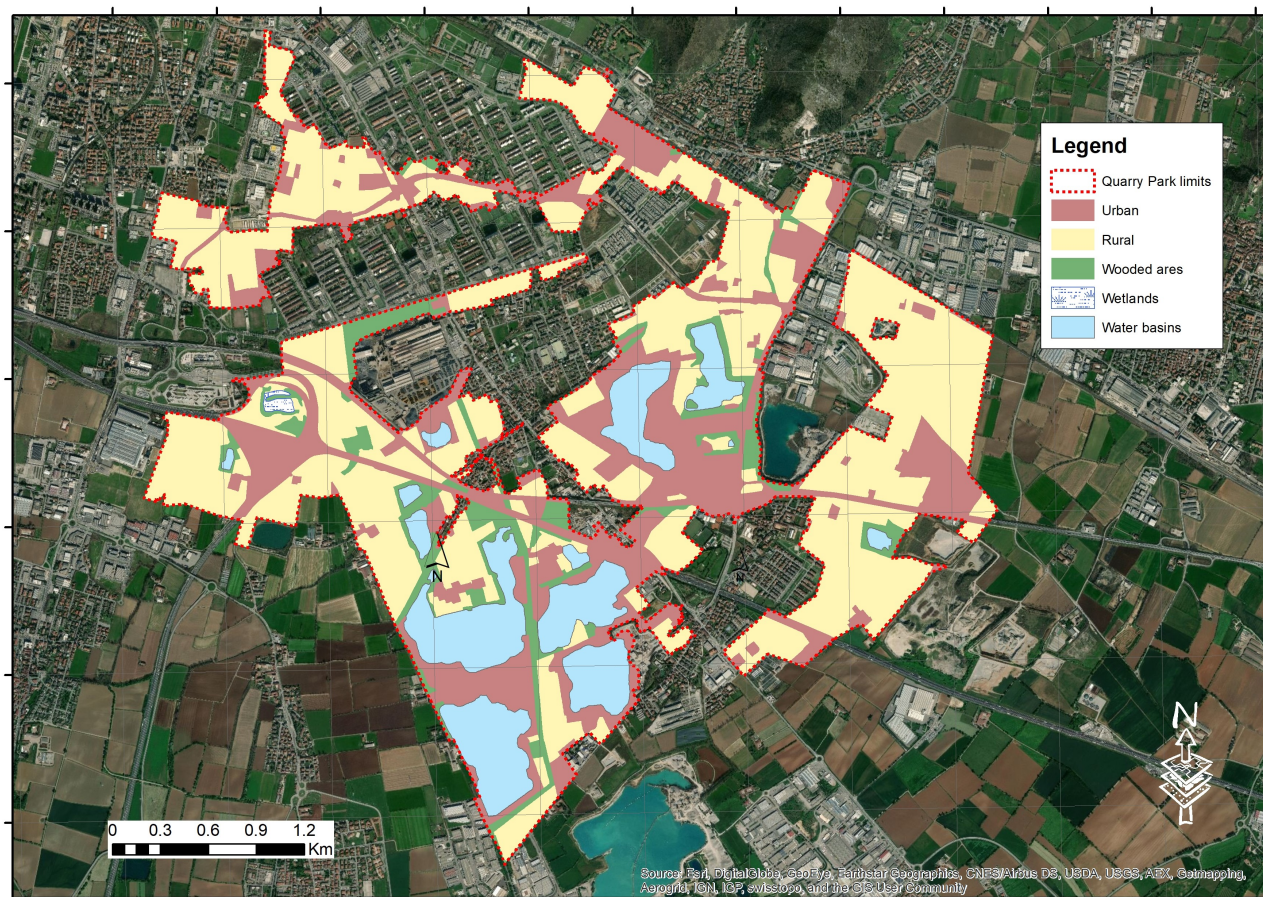 Legend
Quarry Park limits
Urban
Rural
Wooded ares
Wetlands
Water basins
N
N
N
0 0.3 0.6 0.9 1.2
Km
Source: Esri, DigitalGlobe, GeoEye, Earthstar Geographics, CNES/Airbus DS, USDA, USGS, AEX, Getmapping,
Aerogrid, IGN, IGP, swisstopo, and the GIS User Community